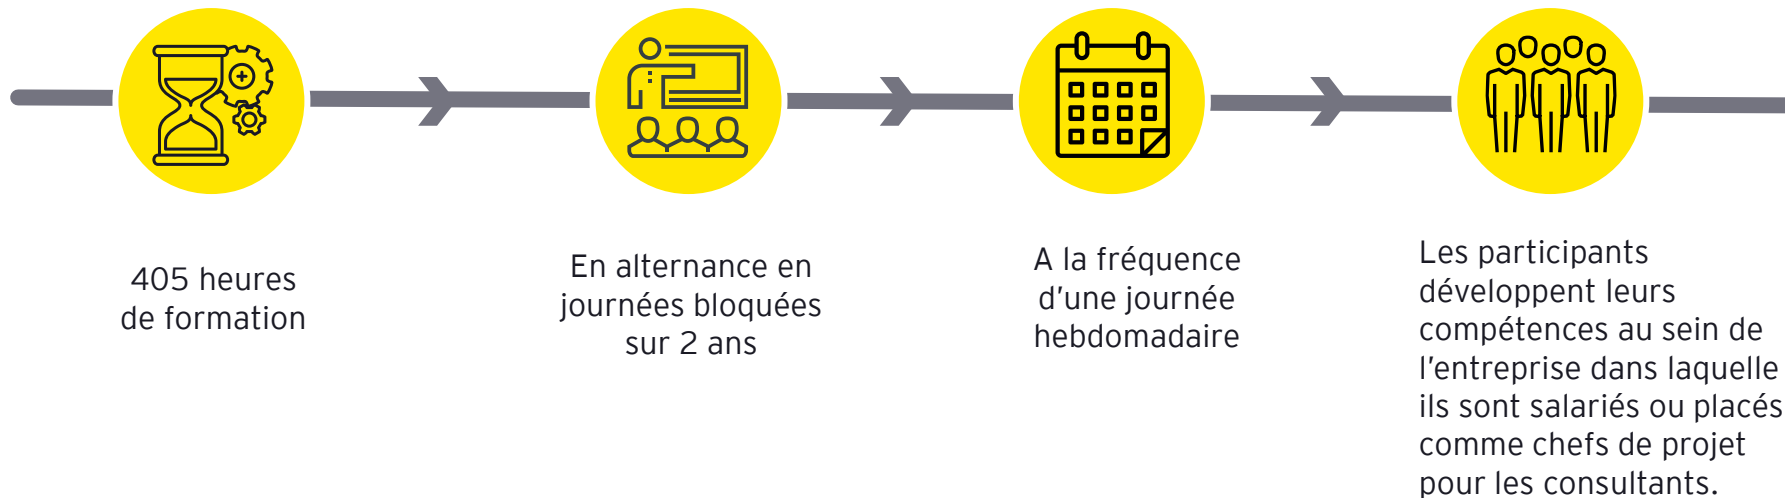 405 heures
de formation
En alternance en
journées bloquées
sur 2 ans
A la fréquence
d'une journée
hebdomadaire
Les participants
développent leurs
compétences au sein de
l'entreprise dans laquelle
ils sont salariés ou placés
comme chefs de projet
pour les consultants.